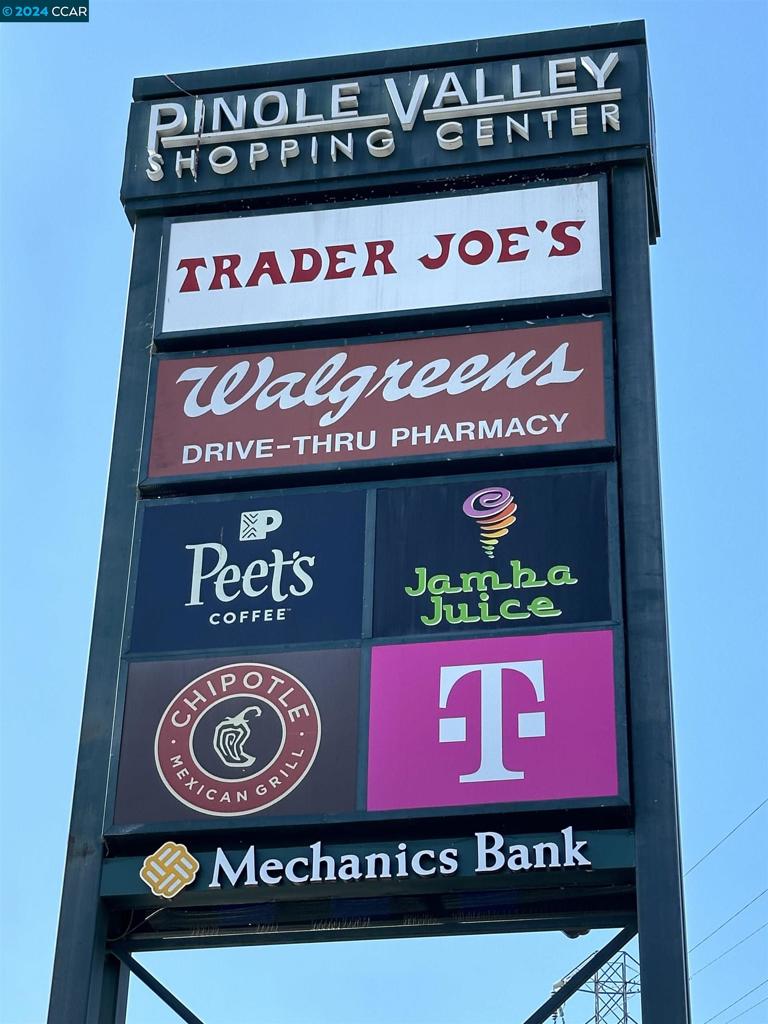 © 2024 CCAR
PINOLE VALLEY
SHOPPING CENTER
TRADER JOE'S
Walgreens
DRIVE-THRU PHARMACY
P
Peet's
COFFEE™
Jamba
Juice
CHIPOTLE
MEXICAN GRILL
T
Mechanics Bank